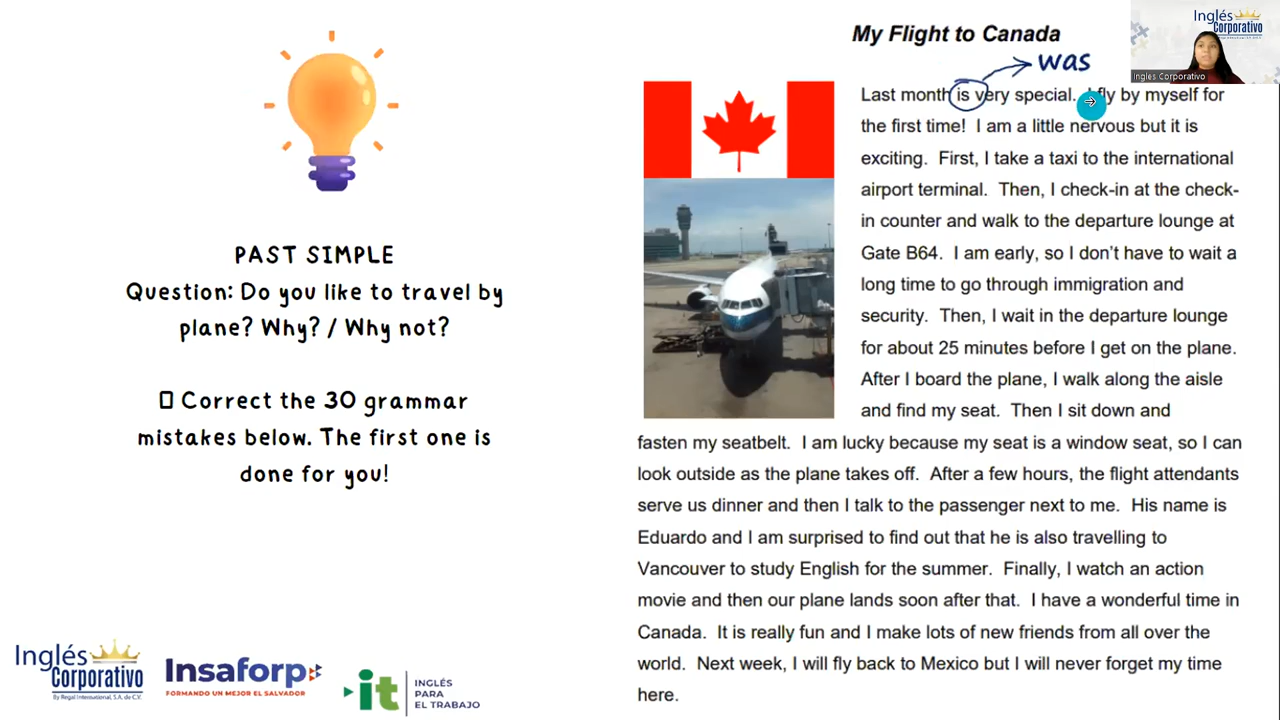 PAST SIMPLE
Question: Do you like to travel by
plane? Why? / Why not?
Correct the 30 grammar
mistakes below. The first one is
done for you!
Inglés
Corporativo
By Regal International, S.A. de C.V.
Insaforp
FORMANDO UN MEJOR EL SALVADOR
it
INGLÉS
PARA
EL TRABAJO
My Flight to Canada
was
Last month is very special. I fly by myself for
the first time! I am a little nervous but it is
exciting. First, I take a taxi to the international
airport terminal. Then, I check-in at the check-
in counter and walk to the departure lounge at
Gate B64. I am early, so I don't have to wait a
long time to go through immigration and
security. Then, I wait in the departure lounge
for about 25 minutes before I get on the plane.
After I board the plane, I walk along the aisle
and find my seat. Then I sit down and
fasten my seatbelt. I am lucky because my seat is a window seat, so I can
look outside as the plane takes off. After a few hours, the flight attendants
serve us dinner and then I talk to the passenger next to me. His name is
Eduardo and I am surprised to find out that he is also travelling to
Vancouver to study English for the summer. Finally, I watch an action
movie and then our plane lands soon after that. I have a wonderful time in
Canada. It is really fun and I make lots of new friends from all over the
world. Next week, I will fly back to Mexico but I will never forget my time
here.
Inglés
Corporativo
Ingles Corporativo